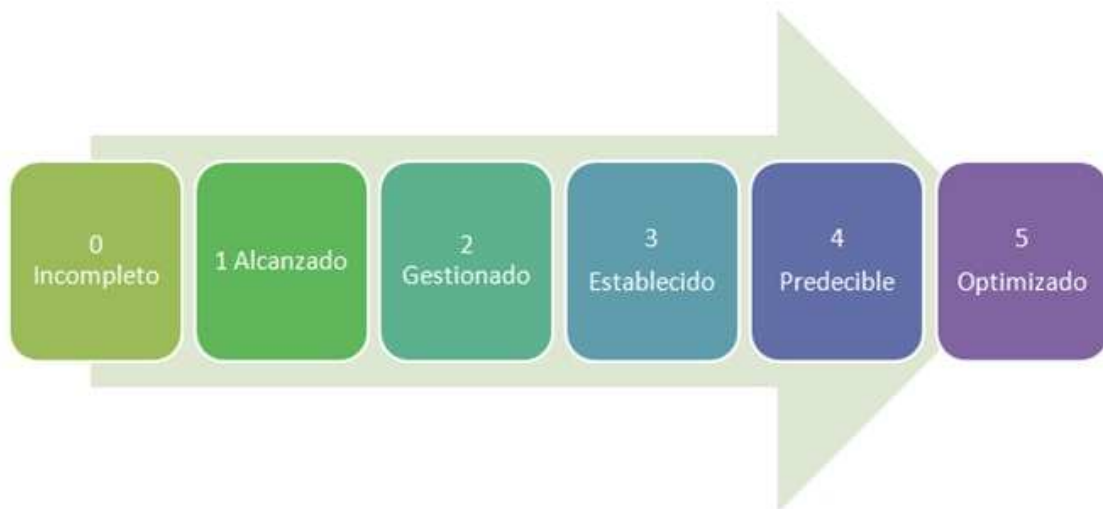 0
Incompleto
1 Alcanzado
2
Gestionado
3
Establecido
4
Predecible
5
Optimizado